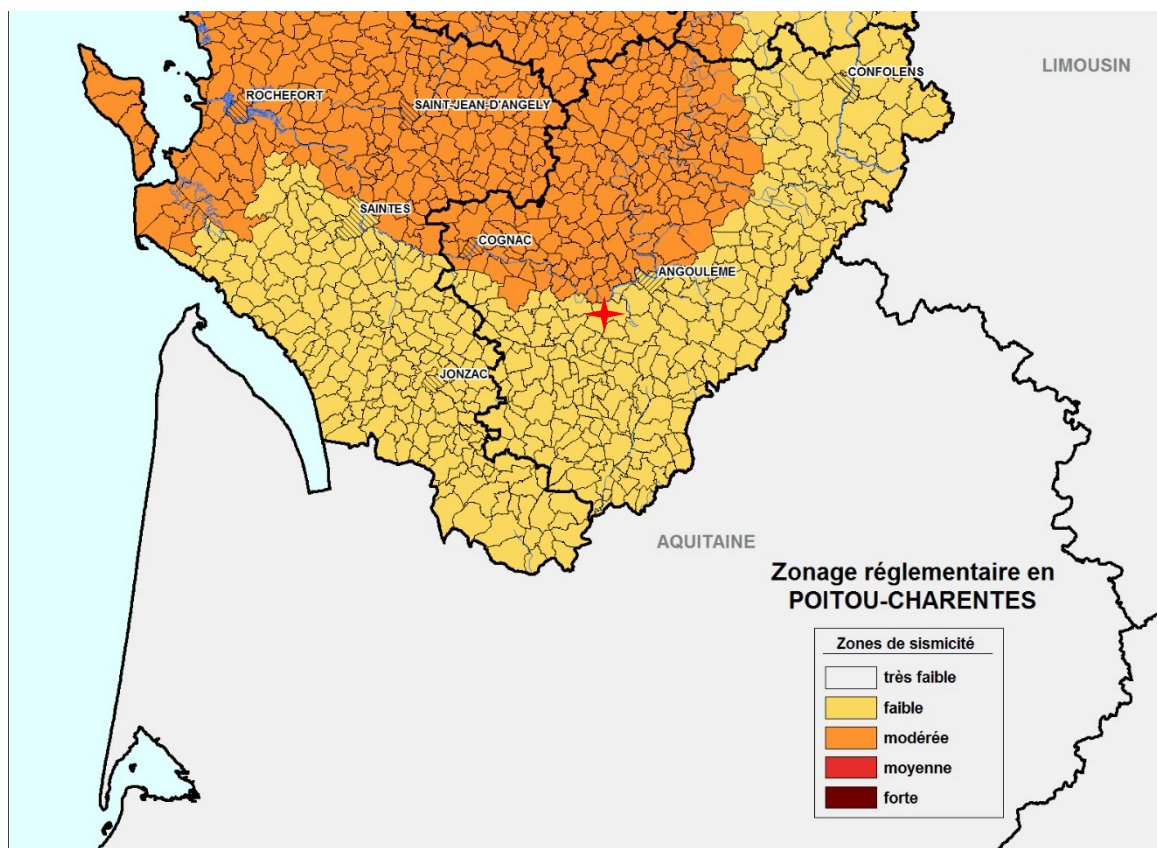 LIMOUSIN
CONFOLENS
ROCHEFORT
SAINT-JEAN-D'ANGELY
SAINTES
COGNAC
ANGOULEME
JONZAC
AQUITAINE
Zonage réglementaire en
POITOU-CHARENTES
Zones de sismicité
très faible
faible
modérée
moyenne
forte